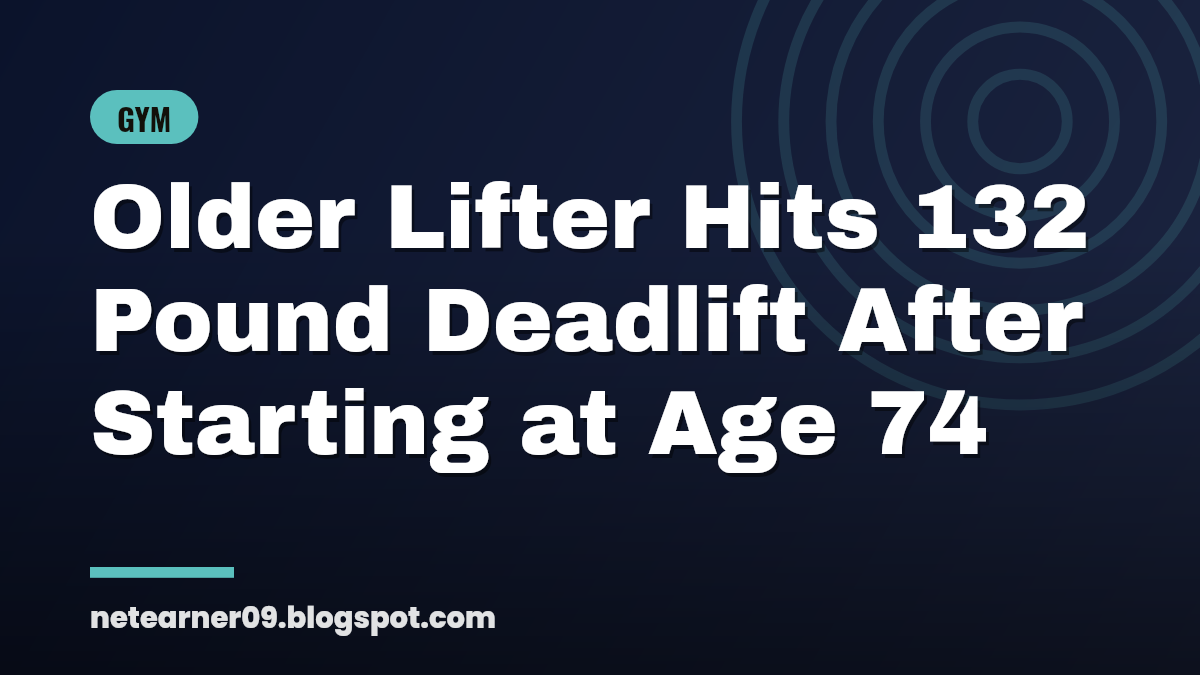 GYM
Older Lifter Hits 132
Pound Deadlift After
Starting at Age 74
netearner09.blogspot.com